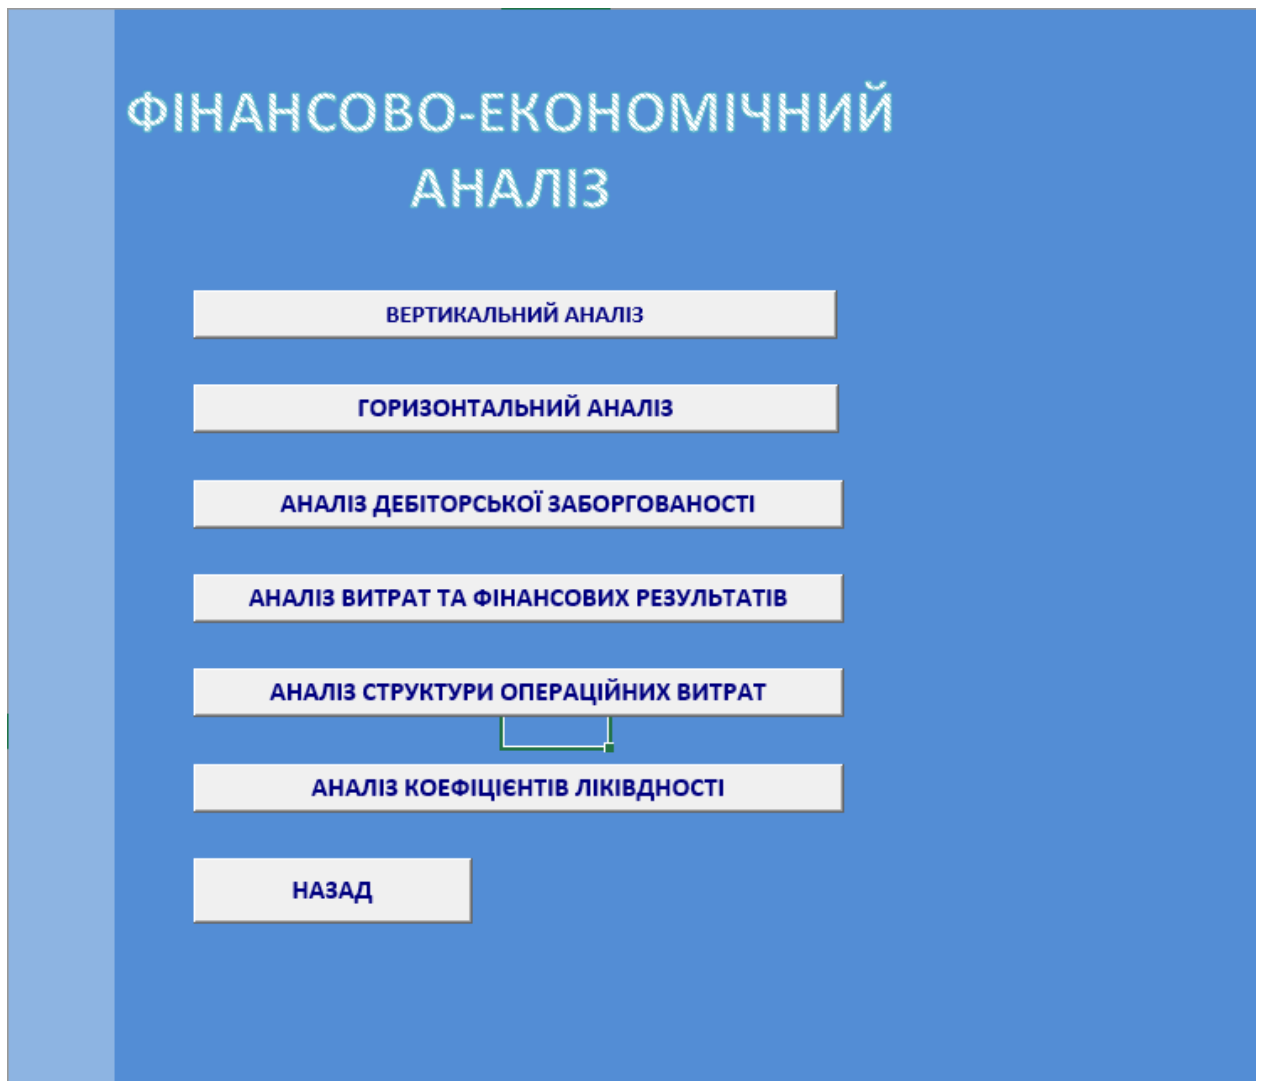 ФІНАНСОВО-ЕКОНОМІЧНИЙ
АНАЛІЗ
ВЕРТИКАЛЬНИЙ АНАЛІЗ
ГОРИЗОНТАЛЬНИЙ АНАЛІЗ
АНАЛІЗ ДЕБІТОРСЬКОЇ ЗАБОРГОВАНОСТІ
АНАЛІЗ ВИТРАТ ТА ФІНАНСОВИХ РЕЗУЛЬТАТІВ
АНАЛІЗ СТРУКТУРИ ОПЕРАЦІЙНИХ ВИТРАТ
АНАЛІЗ КОЕФІЦІЄНТІВ ЛІКІВДНОСТІ
НАЗАД